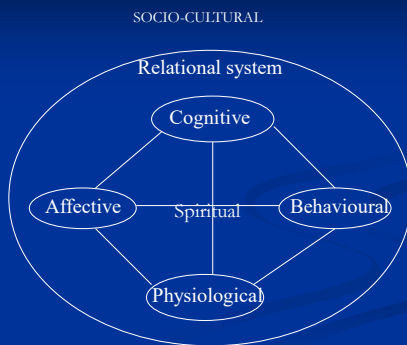 SOCIO-CULTURAL
Relational system
Cognitive
Affective
Spiritual
Behavioural
Physiological